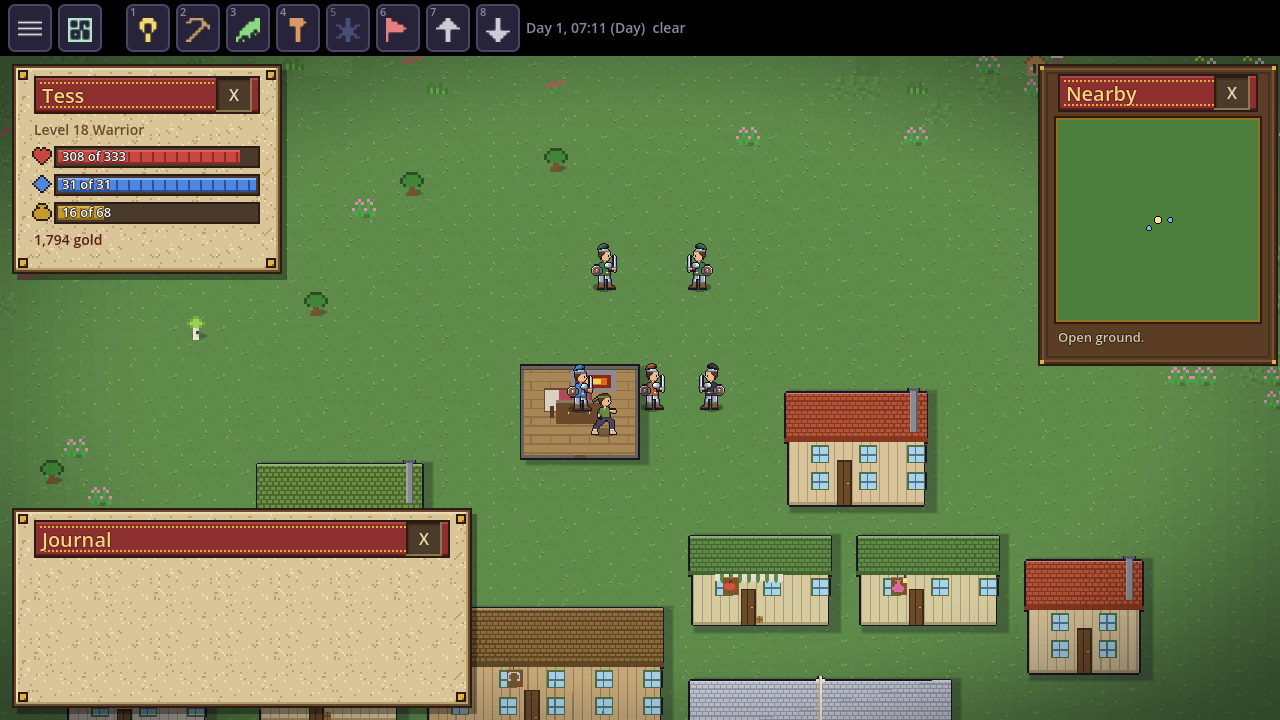 1
2
3
4
5
6
7
8
Day 1, 07:11 (Day) clear
Tess
X
Level 18 Warrior
308 of 333
31 of 31
16 of 68
1,794 gold
Nearby
X
Open ground.
Journal
X